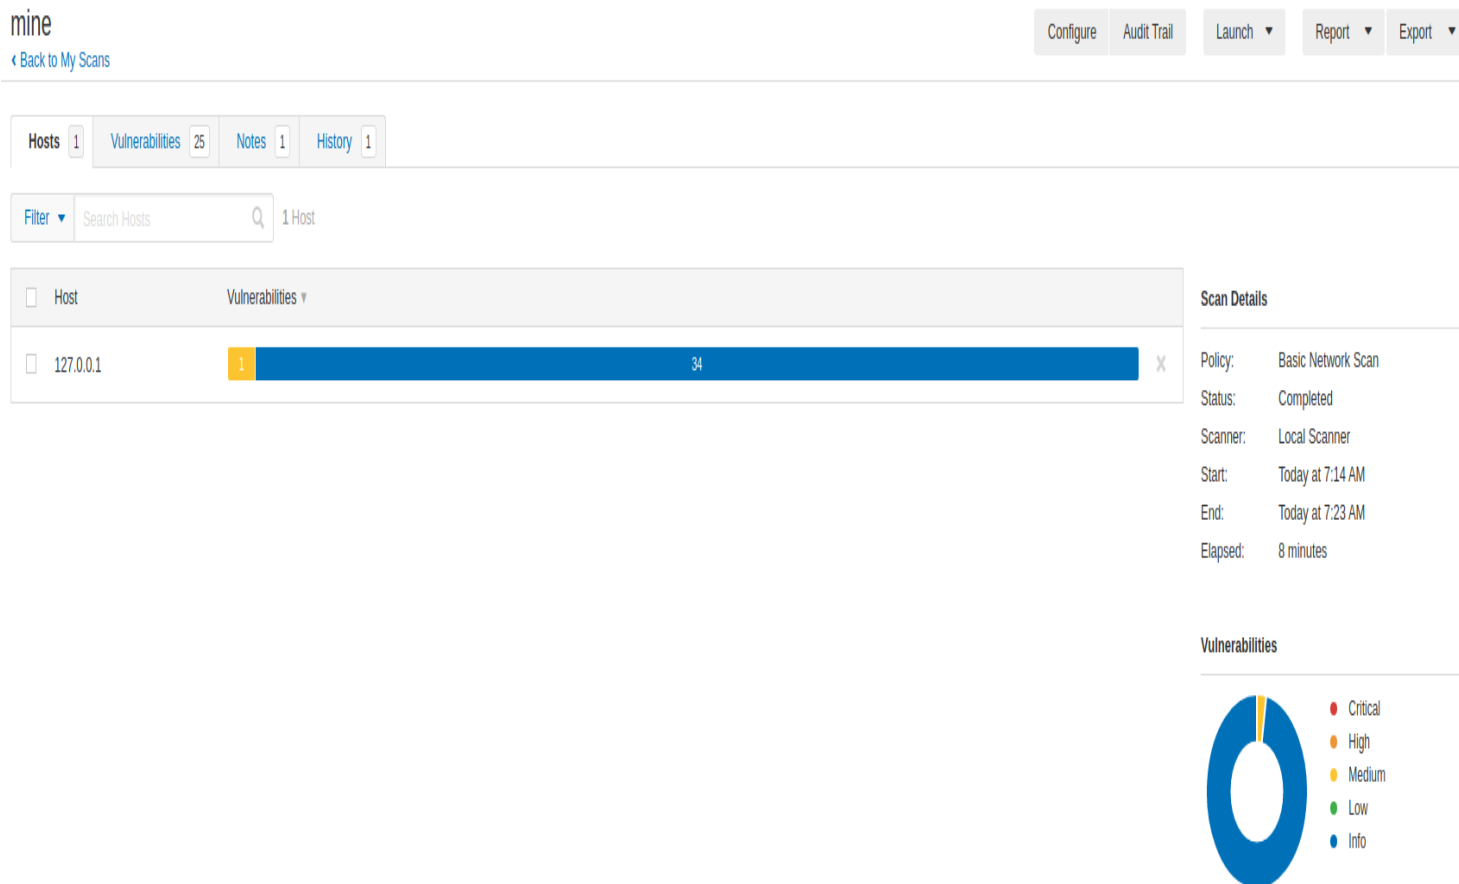 mine
Configure Audit Trail Launch Report Export
Back to My Scans
Hosts 1 Vulnerabilities 25 Notes 1 History 1
Filter Search Hosts 1 Host
Host Vulnerabilities
127.0.0.1 1 34
Scan Details
Policy: Basic Network Scan
Status: Completed
Scanner: Local Scanner
Start: Today at 7:14 AM
End: Today at 7:23 AM
Elapsed: 8 minutes
Vulnerabilities
Critical
High
Medium
Low
Info